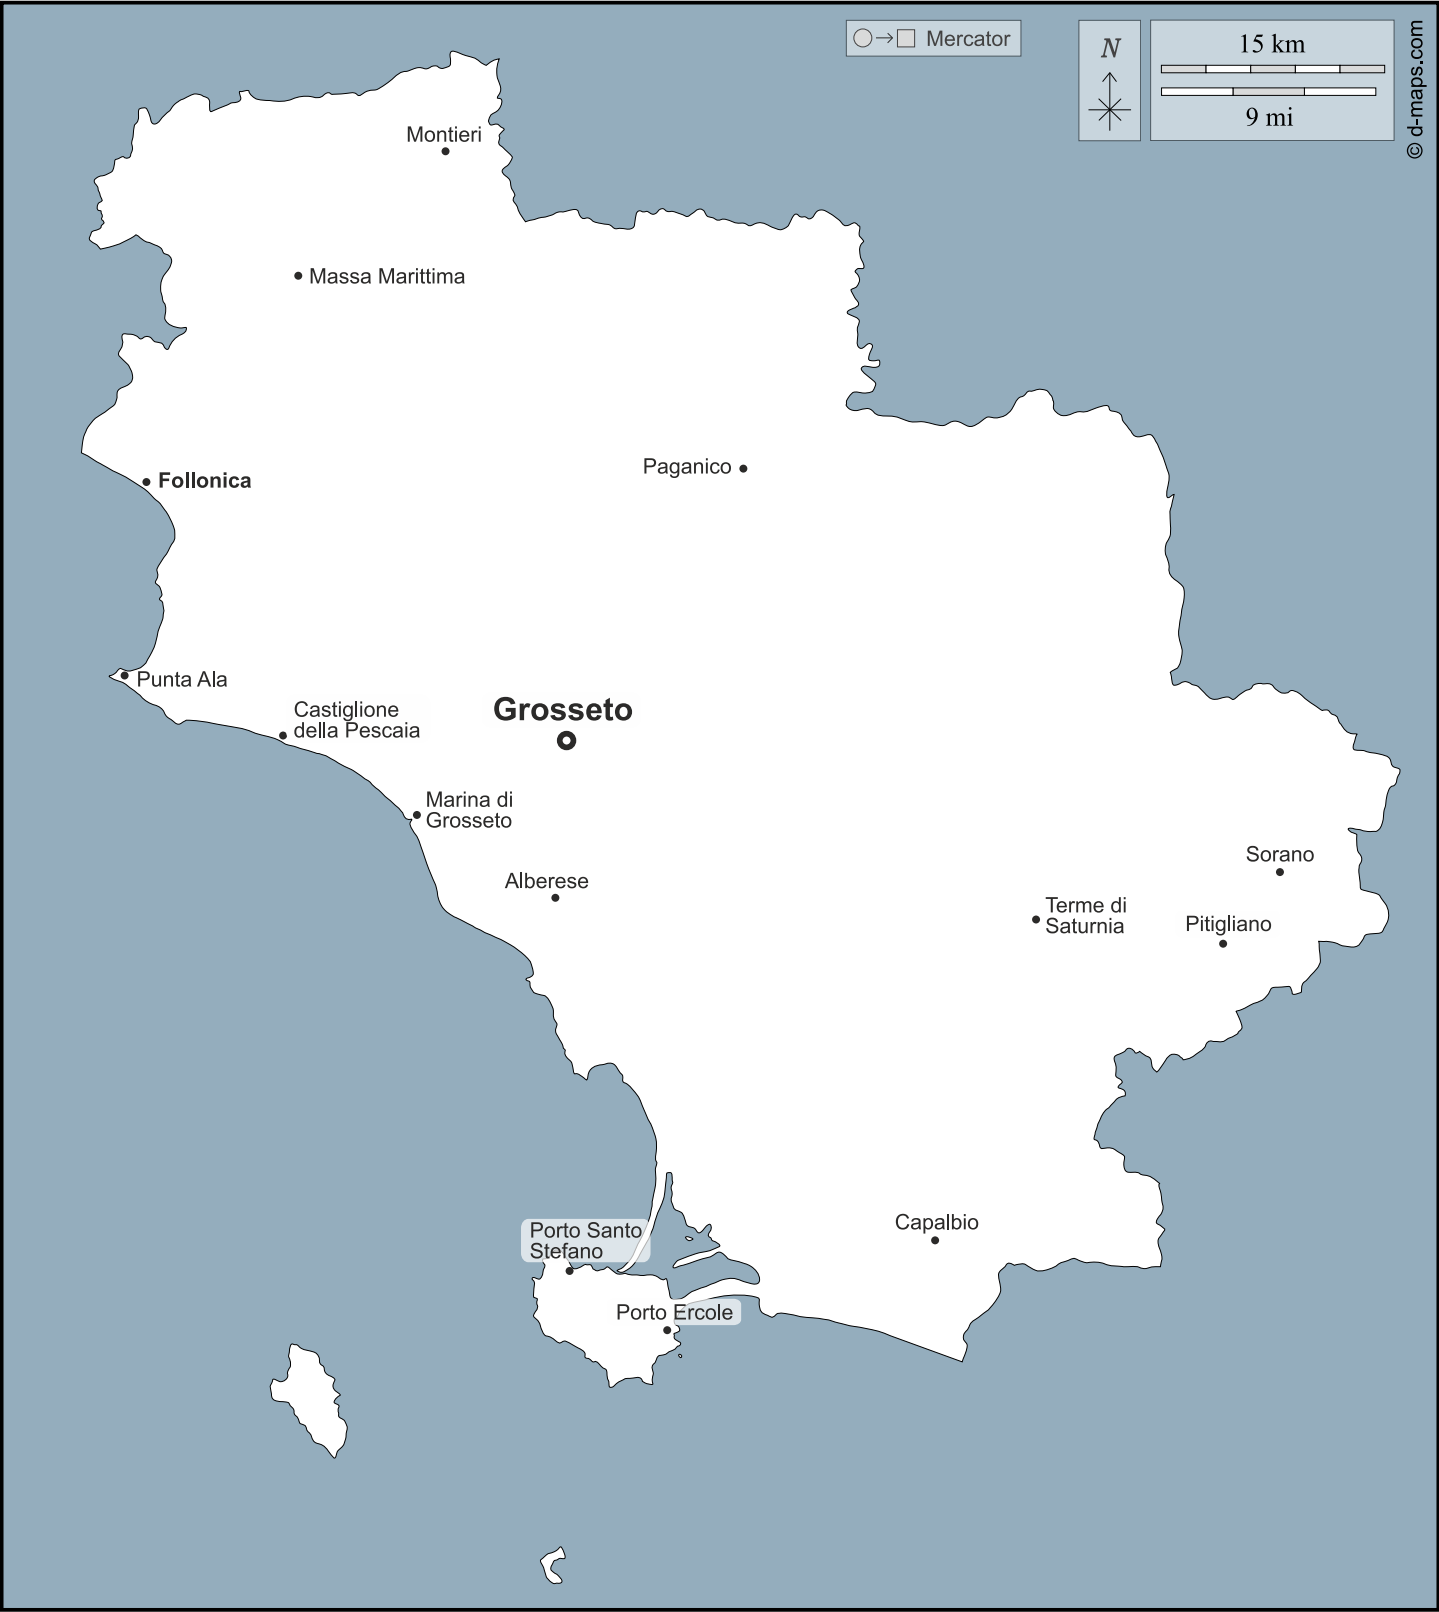 Mercator
N
15 km
9 mi
© d-maps.com
Montieri
Massa Marittima
Paganico
Follonica
Punta Ala
Castiglione
della Pescaia
Grosseto
Marina di
Grosseto
Alberese
Sorano
Terme di
Saturnia
Pitigliano
Capalbio
Porto Santo
Stefano
Porto Ercole